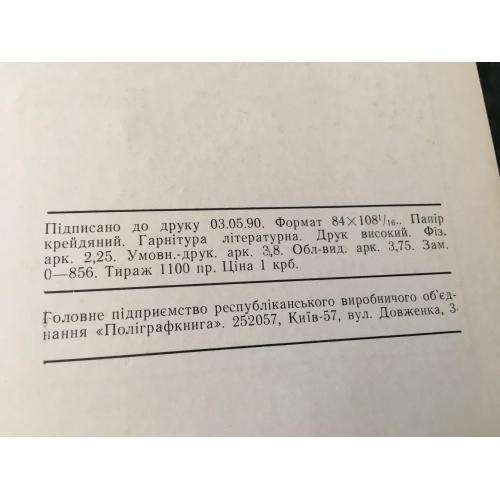 Підписано до друку 03.05.90. Формат 84×108¹/₁₆.. Папір
крейдяний. Гарнітура літературна. Друк високий. Фіз.
арк. 2,25. Умовн.-друк. арк. 3,8. Обл-вид. арк. 3,75. Зам.
0—856. Тираж 1100 пр. Ціна 1 крб.
Головне підприємство республіканського виробничого об'єд-
нання «Поліграфкнига». 252057, Київ-57, вул. Довженка, 3.